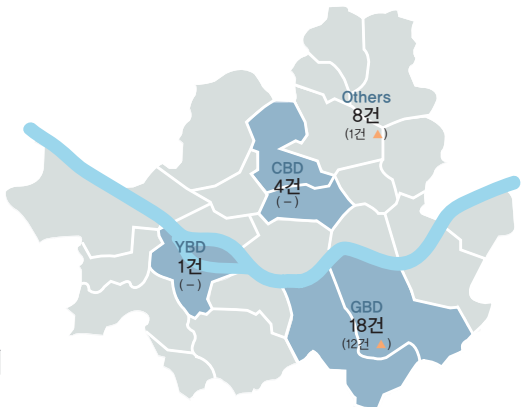 Others
8건
(1건 ▲)
CBD
4건
(-)
YBD
1건
(-)
GBD
18건
(12건 ▲)